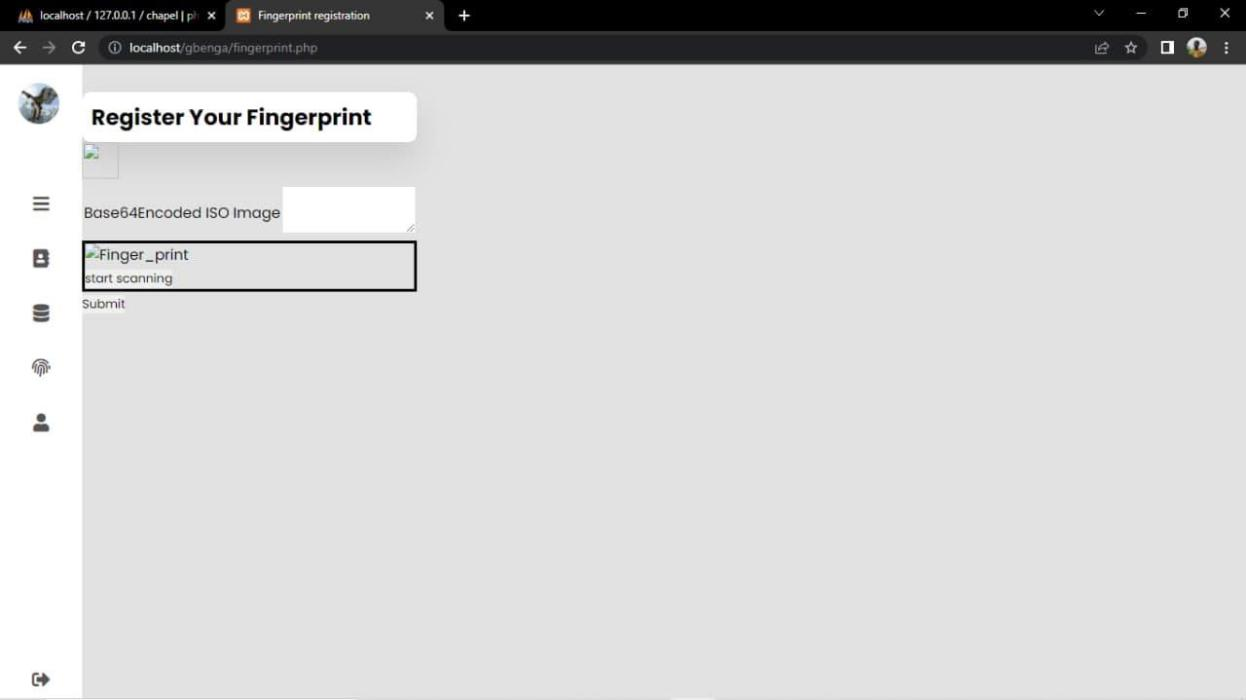 localhost / 127.0.0.1 / chapel | ph
Fingerprint registration
localhost/gbenga/fingerprint.php
Register Your Fingerprint
Base64Encoded ISO Image
Finger_print
start scanning
Submit